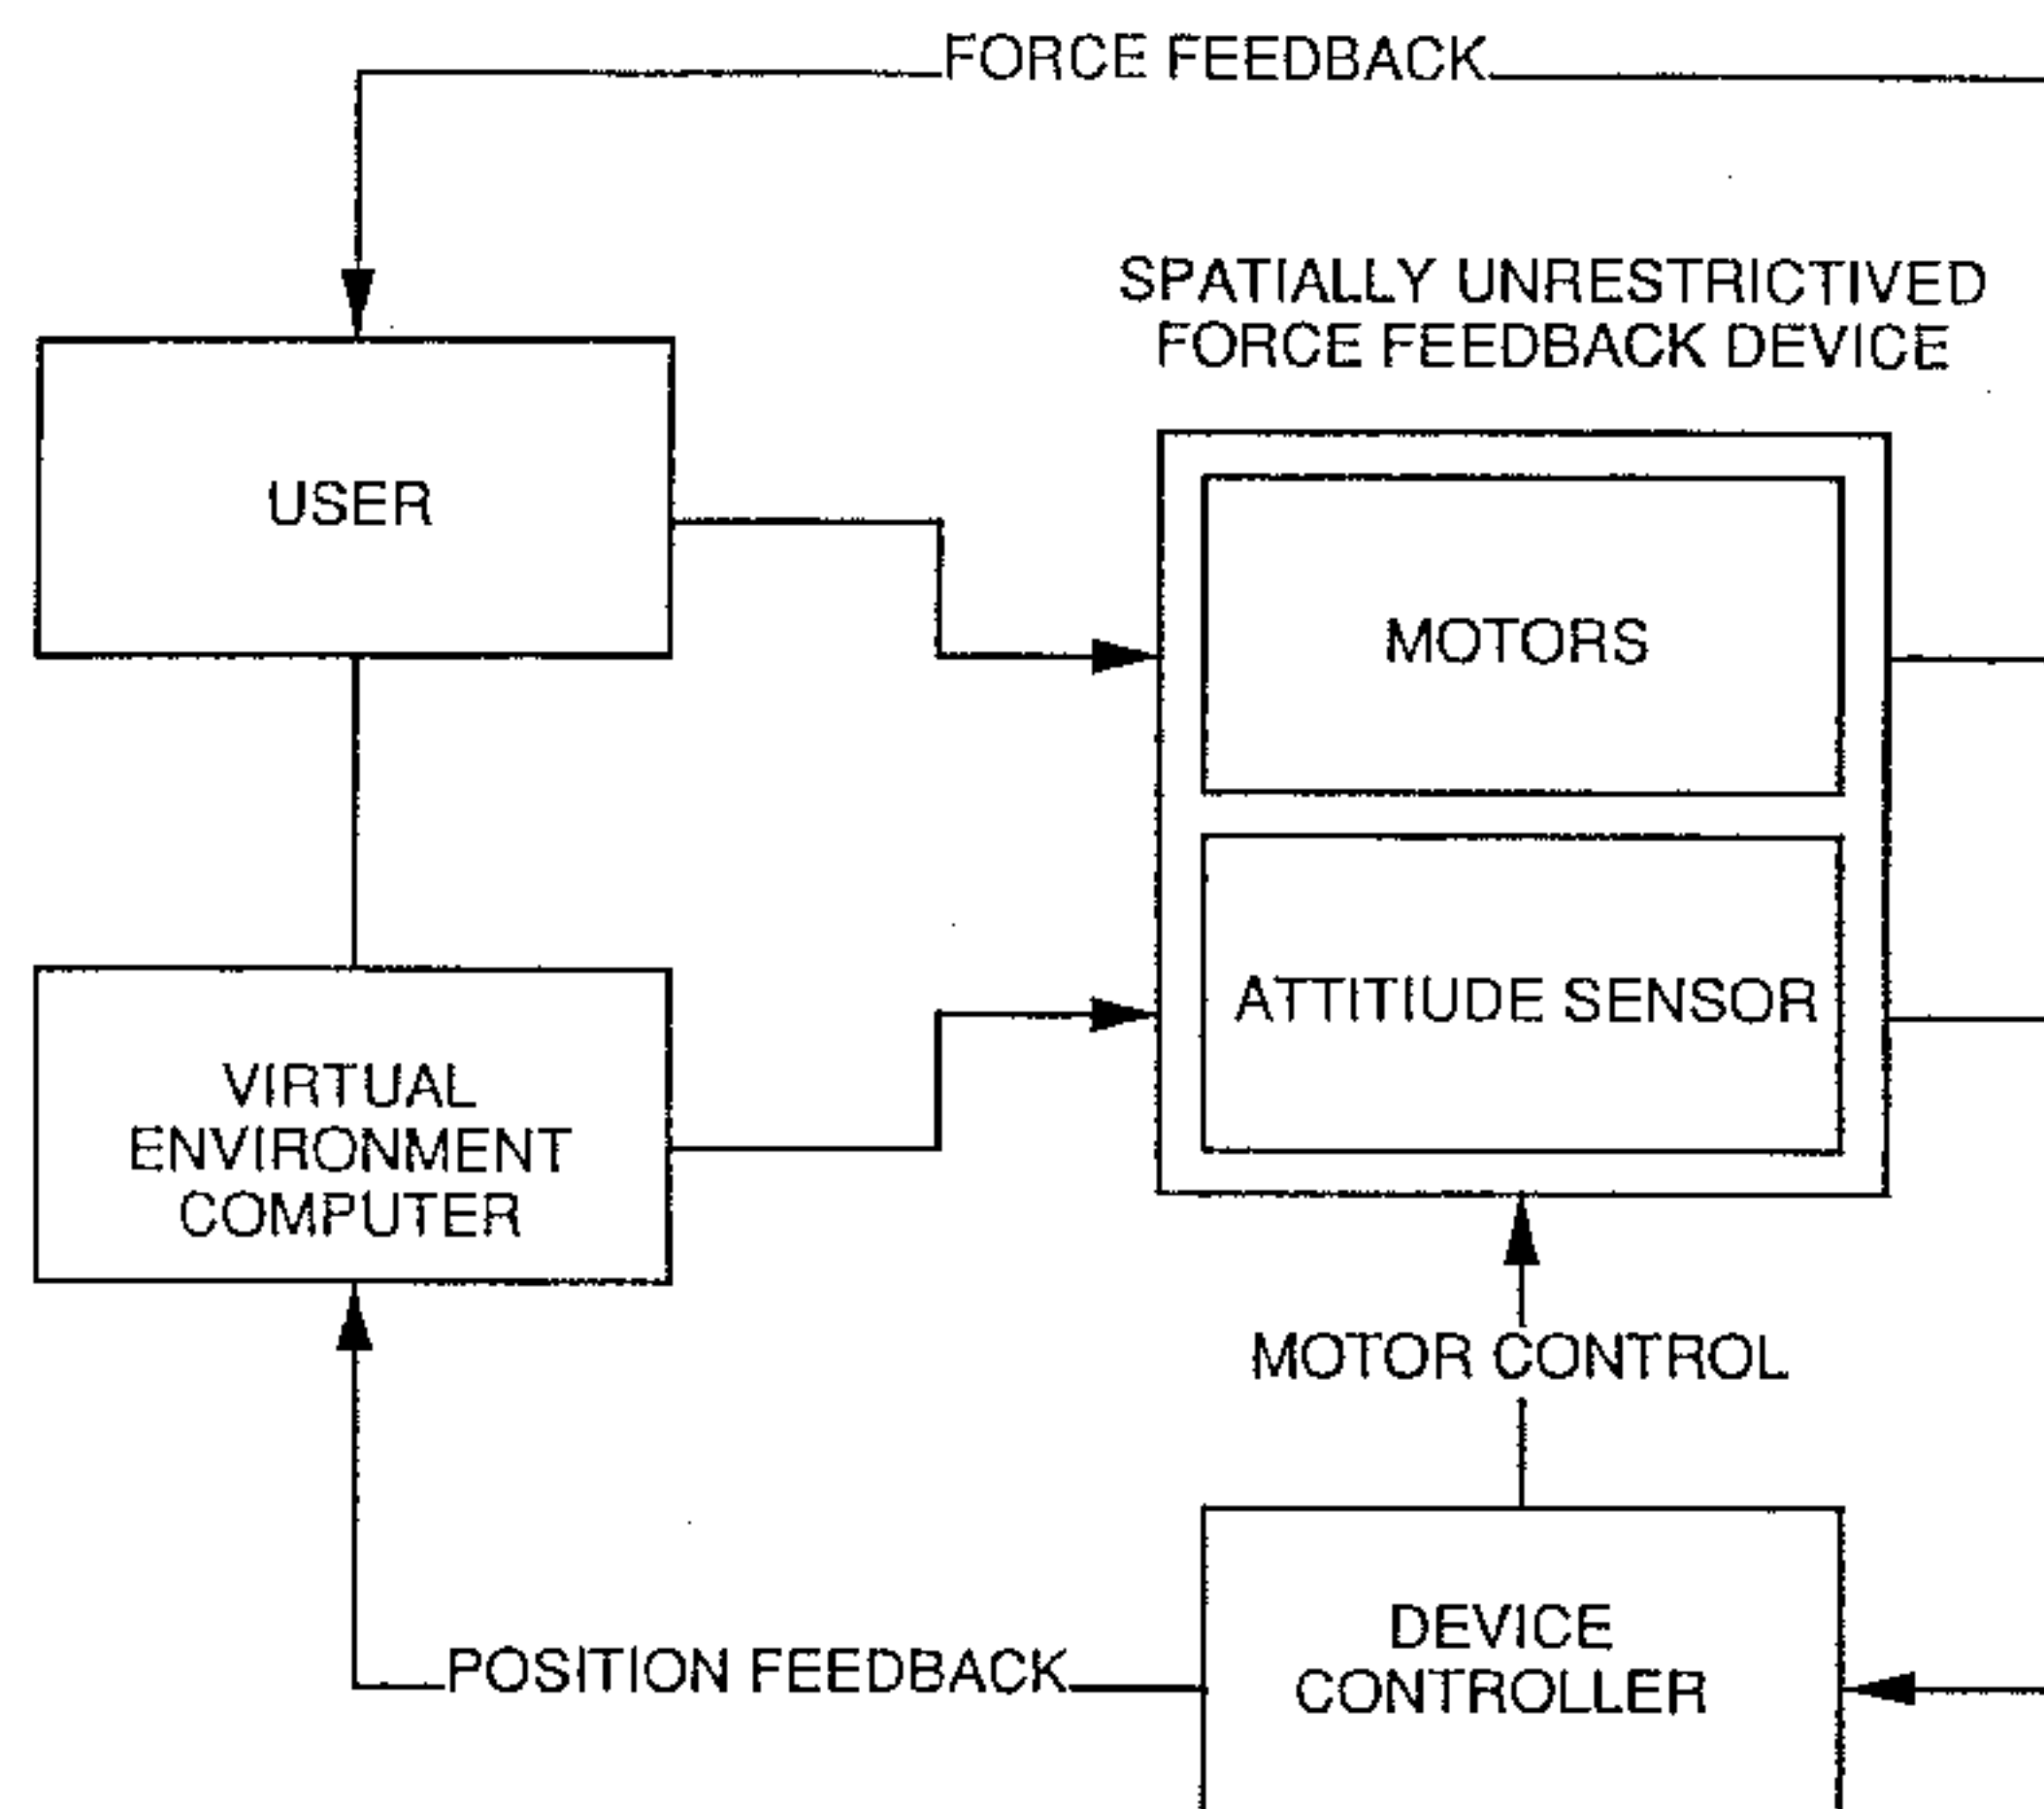 FORCE FEEDBACK
SPATIALLY UNRESTRICTIVED
FORCE FEEDBACK DEVICE
USER
MOTORS
ATTITIUDE SENSOR
VIRTUAL
ENVIRONMENT
COMPUTER
MOTOR CONTROL
DEVICE
CONTROLLER
POSITION FEEDBACK